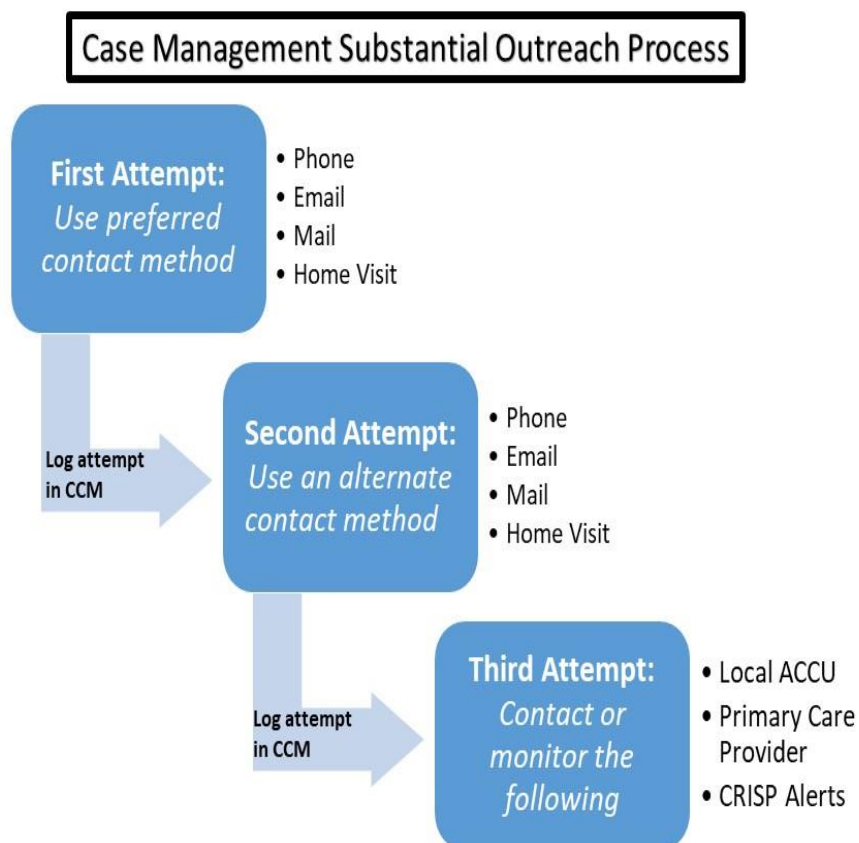 Case Management Substantial Outreach Process
First Attempt:
Use preferred
contact method
• Phone
• Email
• Mail
• Home Visit
Log attempt
in CCM
Second Attempt:
Use an alternate
contact method
• Phone
• Email
• Mail
• Home Visit
Log attempt
in CCM
Third Attempt:
Contact or
monitor the
following
• Local ACCU
• Primary Care
Provider
• CRISP Alerts